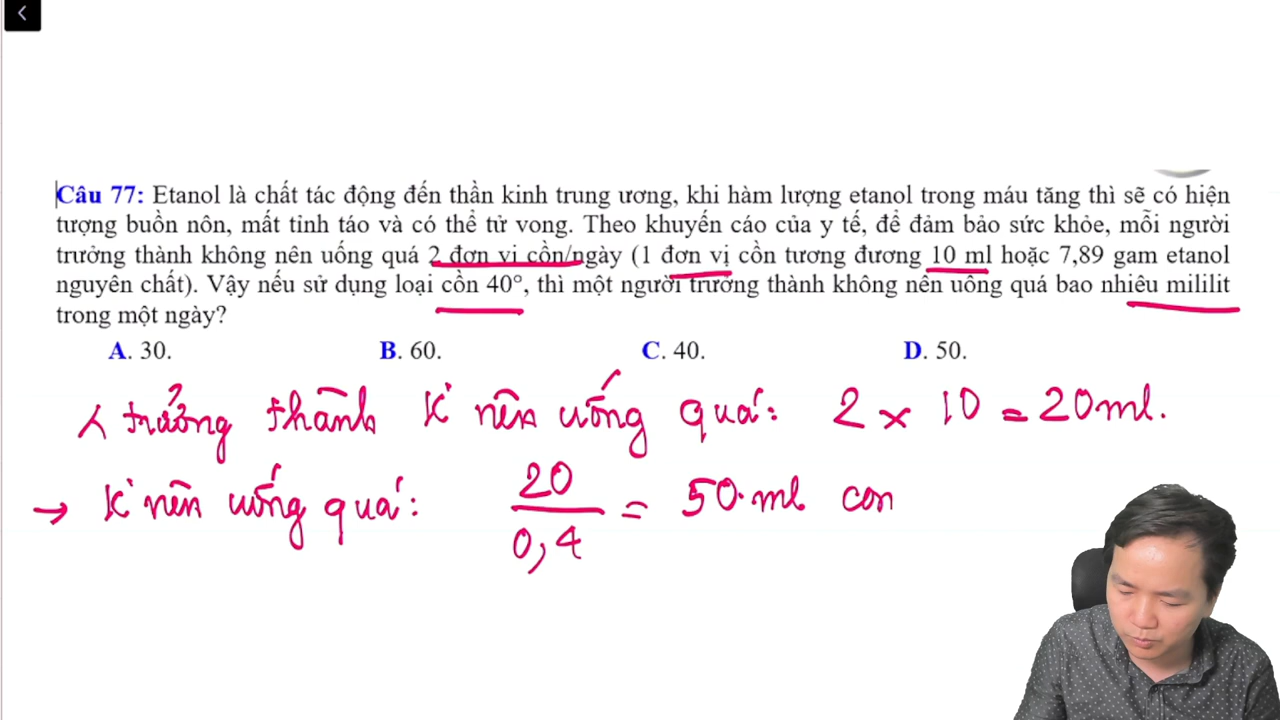 Câu 77: Etanol là chất tác động đến thần kinh trung ương, khi hàm lượng etanol trong máu tăng thì sẽ có hiện
tượng buồn nôn, mất tỉnh táo và có thể tử vong. Theo khuyến cáo của y tế, để đảm bảo sức khỏe, mỗi người
trưởng thành không nên uống quá 2 đơn vị cồn/ngày (1 đơn vị cồn tương đương 10 ml hoặc 7,89 gam etanol
nguyên chất). Vậy nếu sử dụng loại cồn 40°, thì một người trưởng thành không nên uống quá bao nhiêu mililit
trong một ngày?
A. 30. B. 60. C. 40. D. 50.
trưởng thành K nên uống quá: 2 × 10 = 20ml.
→ K nên uống quá: 20/0,4 = 50 ml con